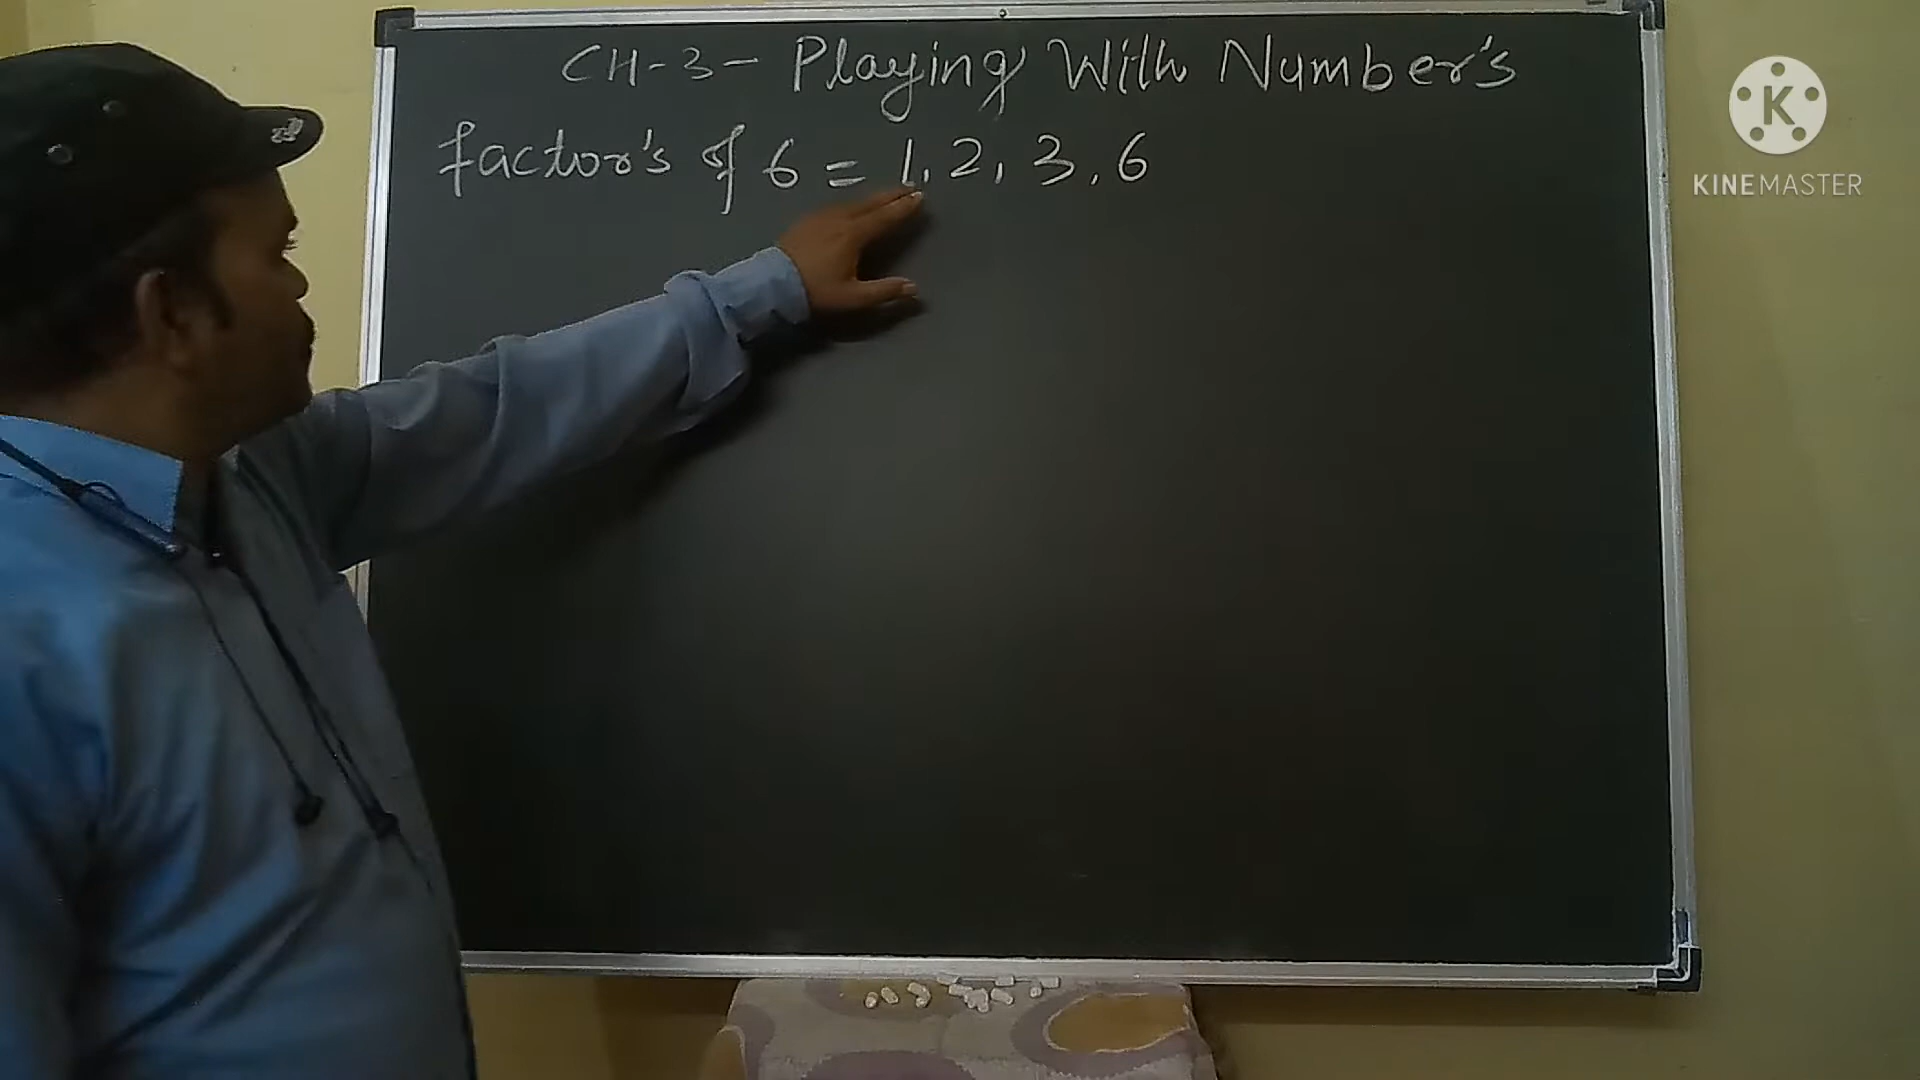 CH-3- Playing With Number's
factor's of 6 = 1, 2, 3, 6
K
KINEMASTER